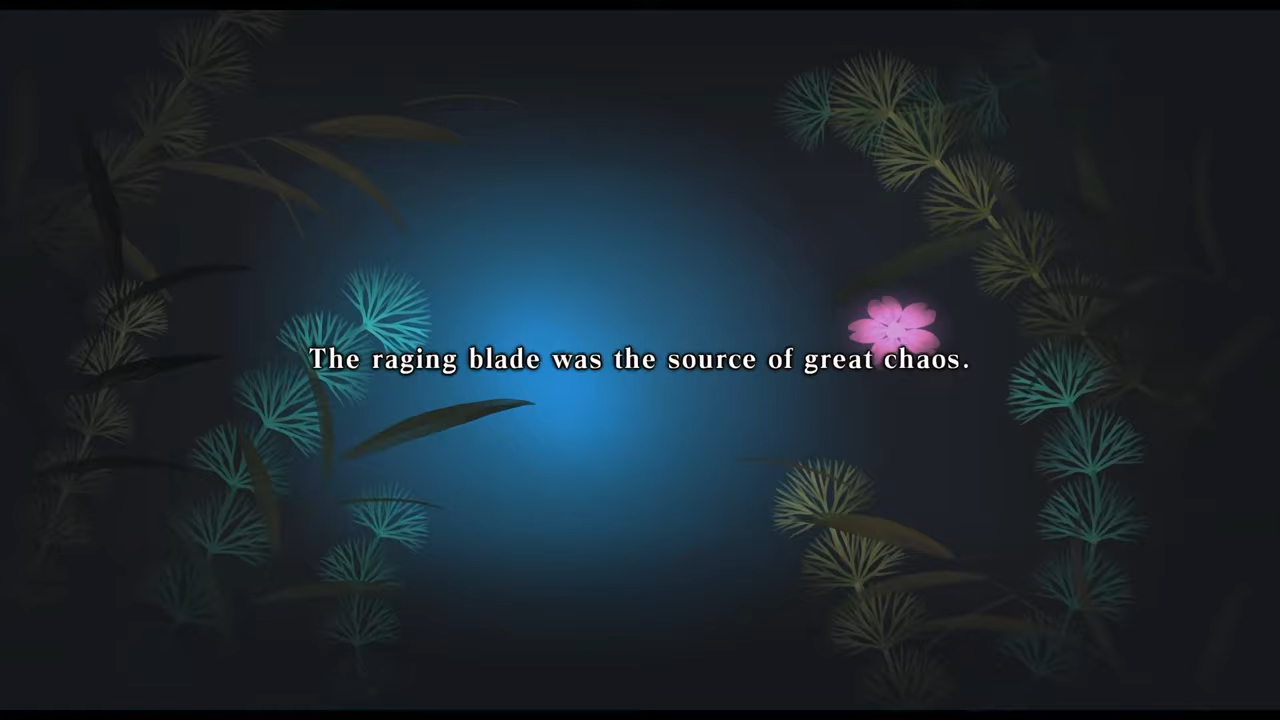 The raging blade was the source of great chaos.